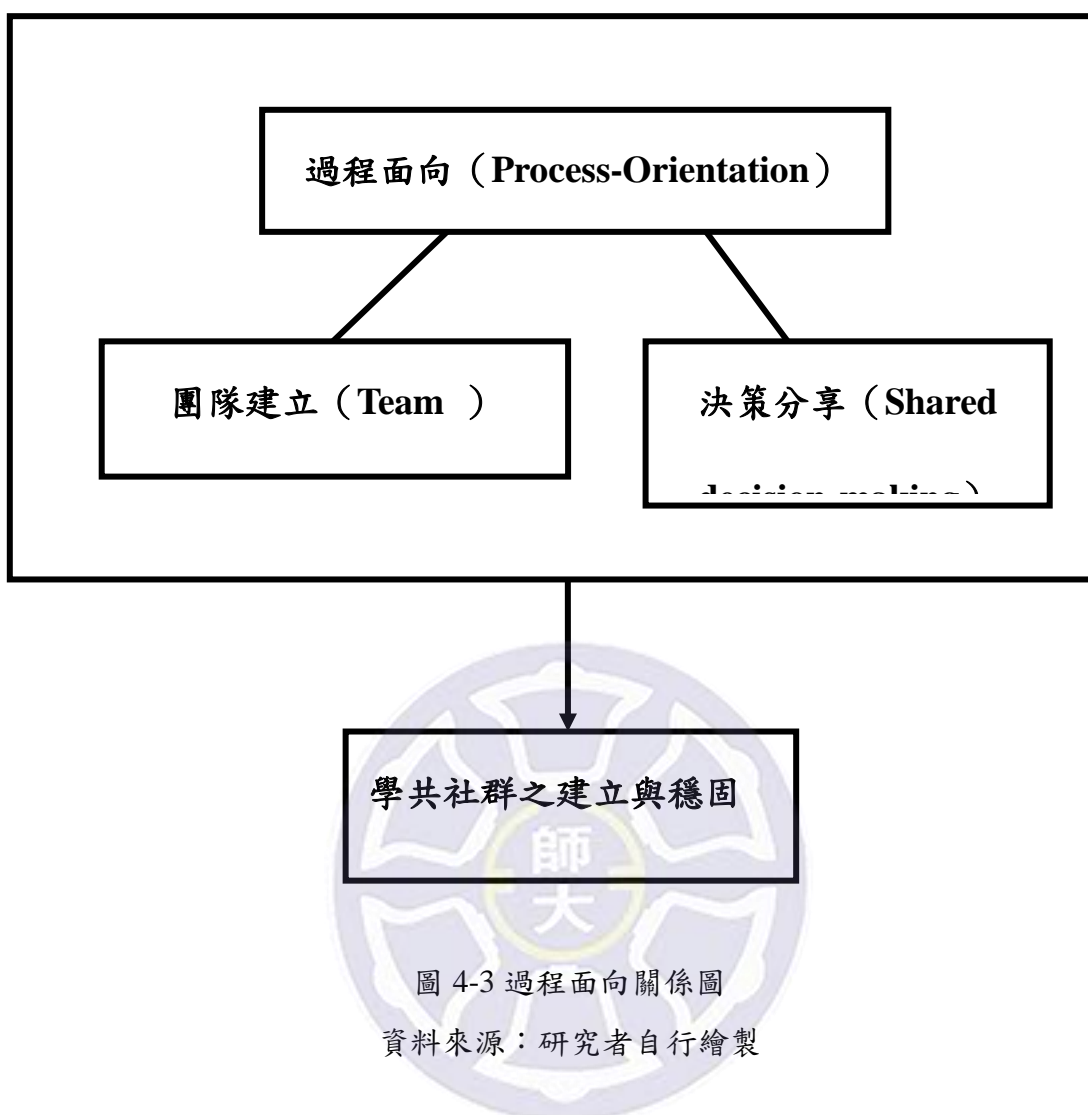 過程面向（Process-Orientation）
團隊建立（Team ）
決策分享（Shared
decision-making）
學共社群之建立與穩固
師
大
圖 4-3 過程面向關係圖
資料來源：研究者自行繪製